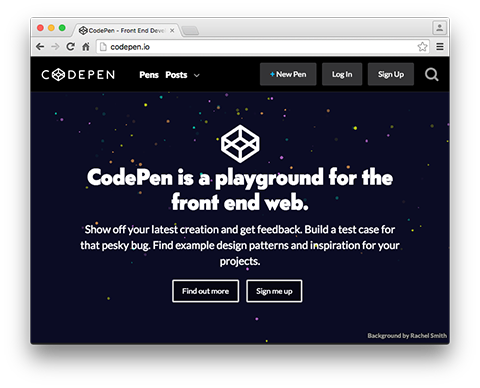 CodePen - Front End Deve
codepen.io
CODEPEN Pens Posts + New Pen Log In Sign Up
CodePen is a playground for the
front end web.
Show off your latest creation and get feedback. Build a test case for
that pesky bug. Find example design patterns and inspiration for your
projects.
Find out more Sign me up
Background by Rachel Smith